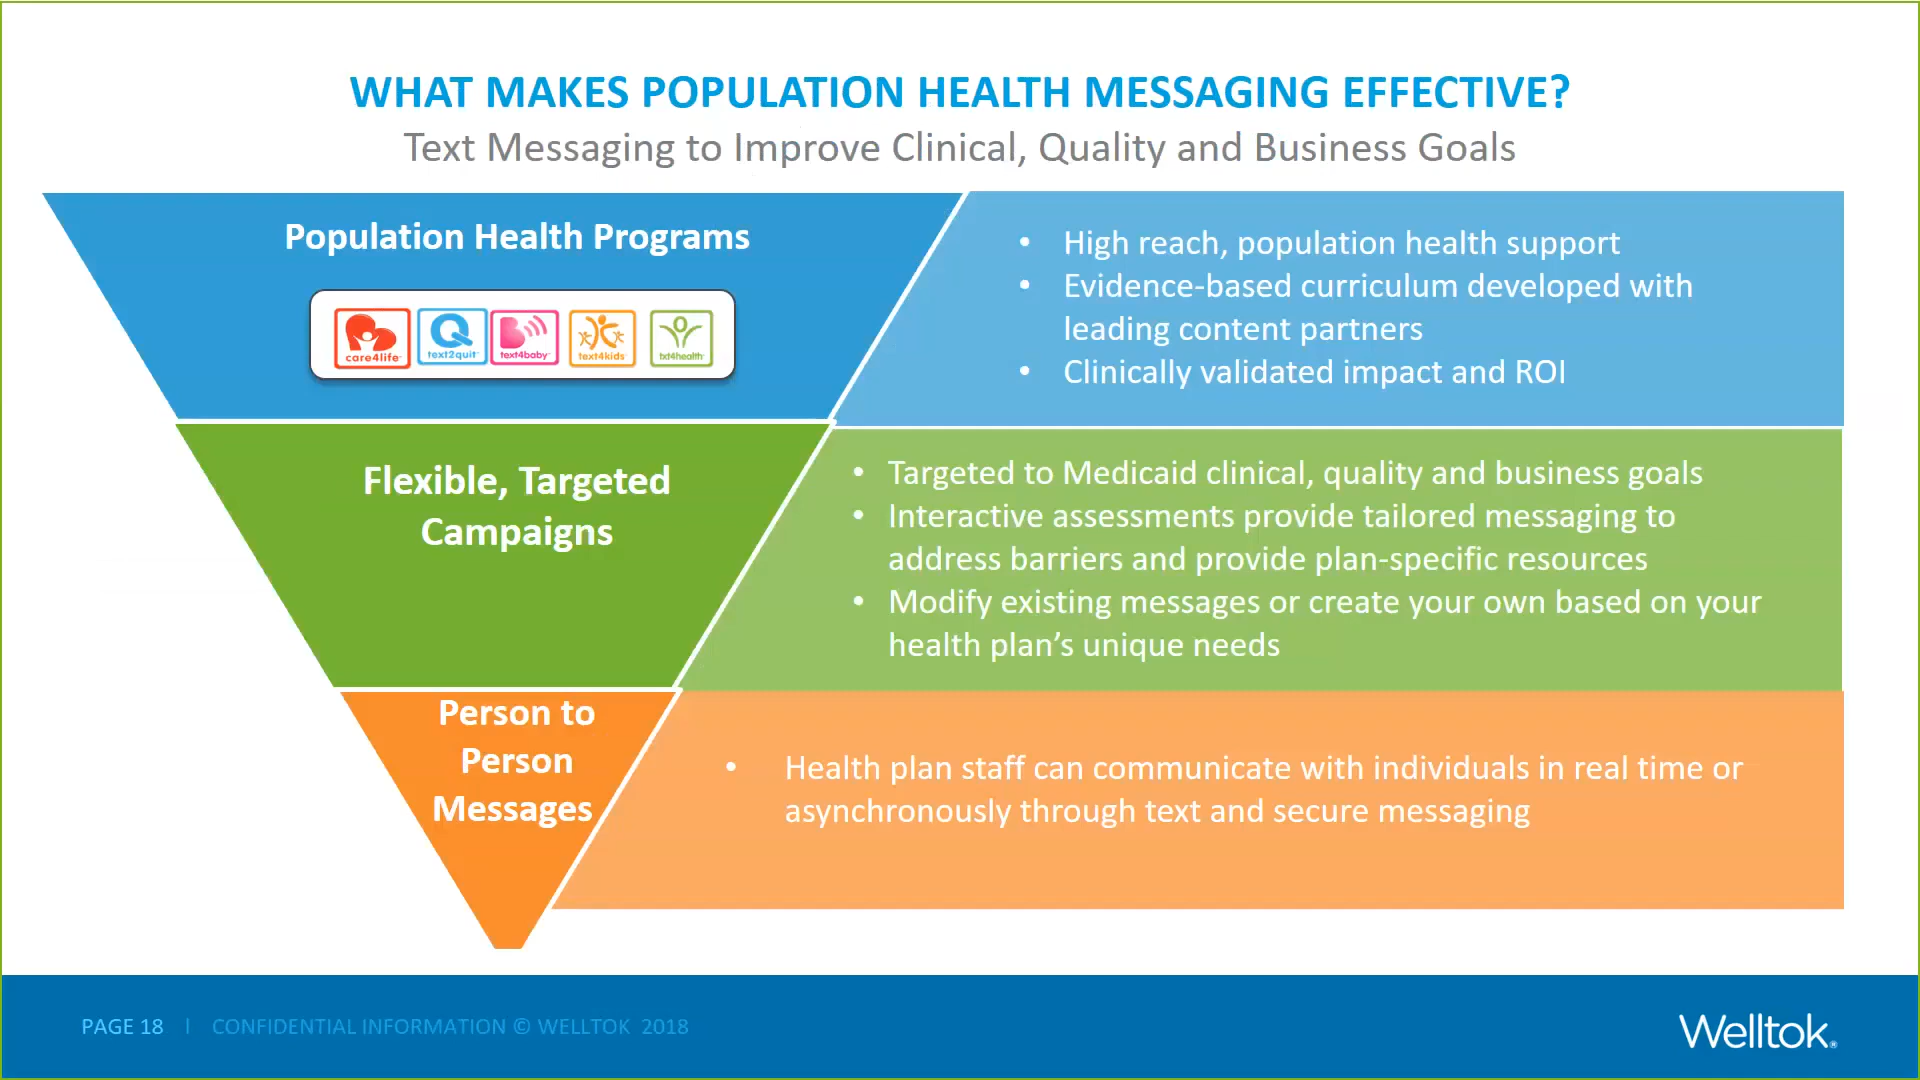 WHAT MAKES POPULATION HEALTH MESSAGING EFFECTIVE?
Text Messaging to Improve Clinical, Quality and Business Goals
Population Health Programs
care4life™
text2quit™
text4baby™
text4kids™
txt4health™
• High reach, population health support
• Evidence-based curriculum developed with
leading content partners
• Clinically validated impact and ROI
Flexible, Targeted
Campaigns
• Targeted to Medicaid clinical, quality and business goals
• Interactive assessments provide tailored messaging to
address barriers and provide plan-specific resources
• Modify existing messages or create your own based on your
health plan’s unique needs
Person to
Person
Messages
• Health plan staff can communicate with individuals in real time or
asynchronously through text and secure messaging
PAGE 18 | CONFIDENTIAL INFORMATION © WELLTOK 2018
Welltok®